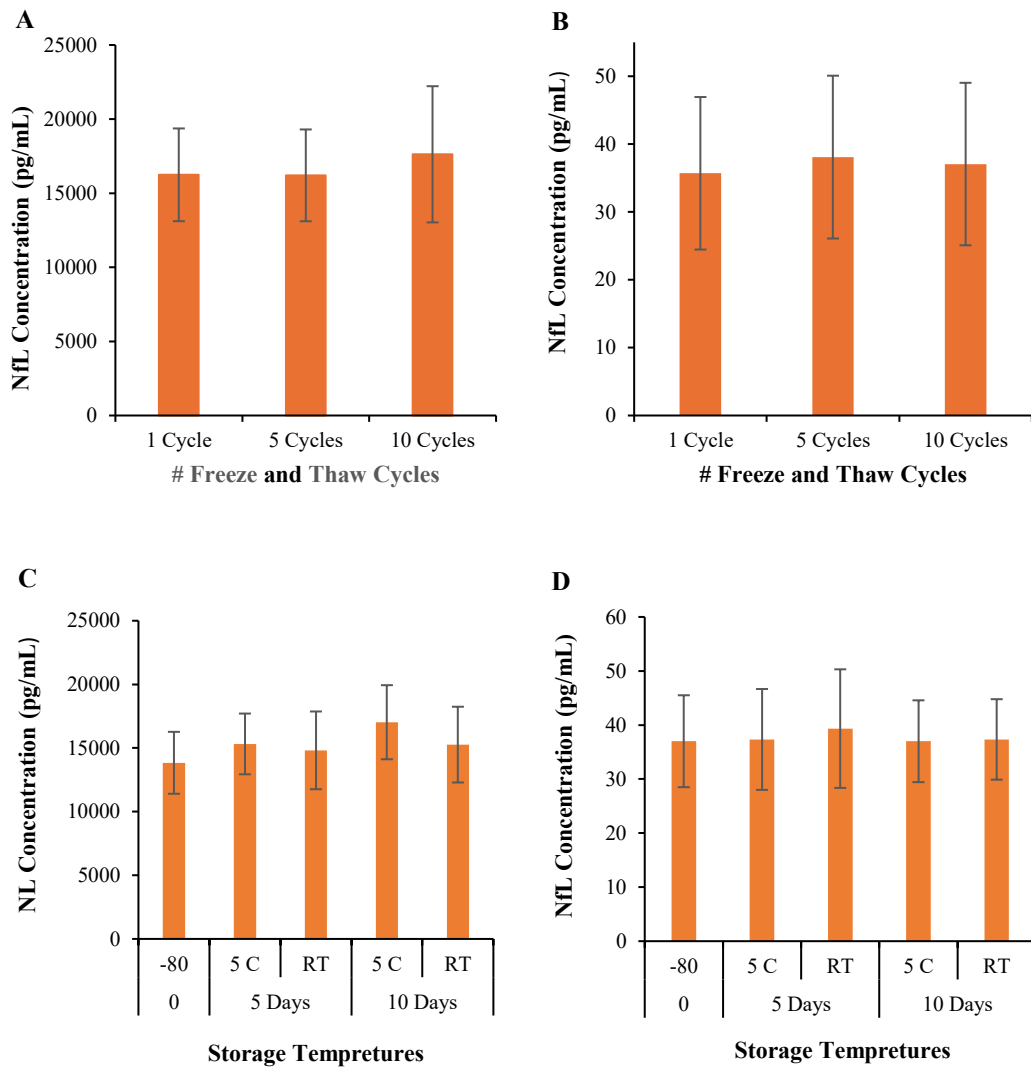 A
NfL Concentration (pg/mL)
25000
20000
15000
10000
5000
0
1 Cycle
5 Cycles
10 Cycles
# Freeze and Thaw Cycles
B
NfL Concentration (pg/mL)
50
40
30
20
10
0
1 Cycle
5 Cycles
10 Cycles
# Freeze and Thaw Cycles
C
NL Concentration (pg/mL)
25000
20000
15000
10000
5000
0
-80
5 C
RT
5 C
RT
0
5 Days
10 Days
Storage Tempretures
D
NfL Concentration (pg/mL)
60
50
40
30
20
10
0
-80
5 C
RT
5 C
RT
0
5 Days
10 Days
Storage Tempretures